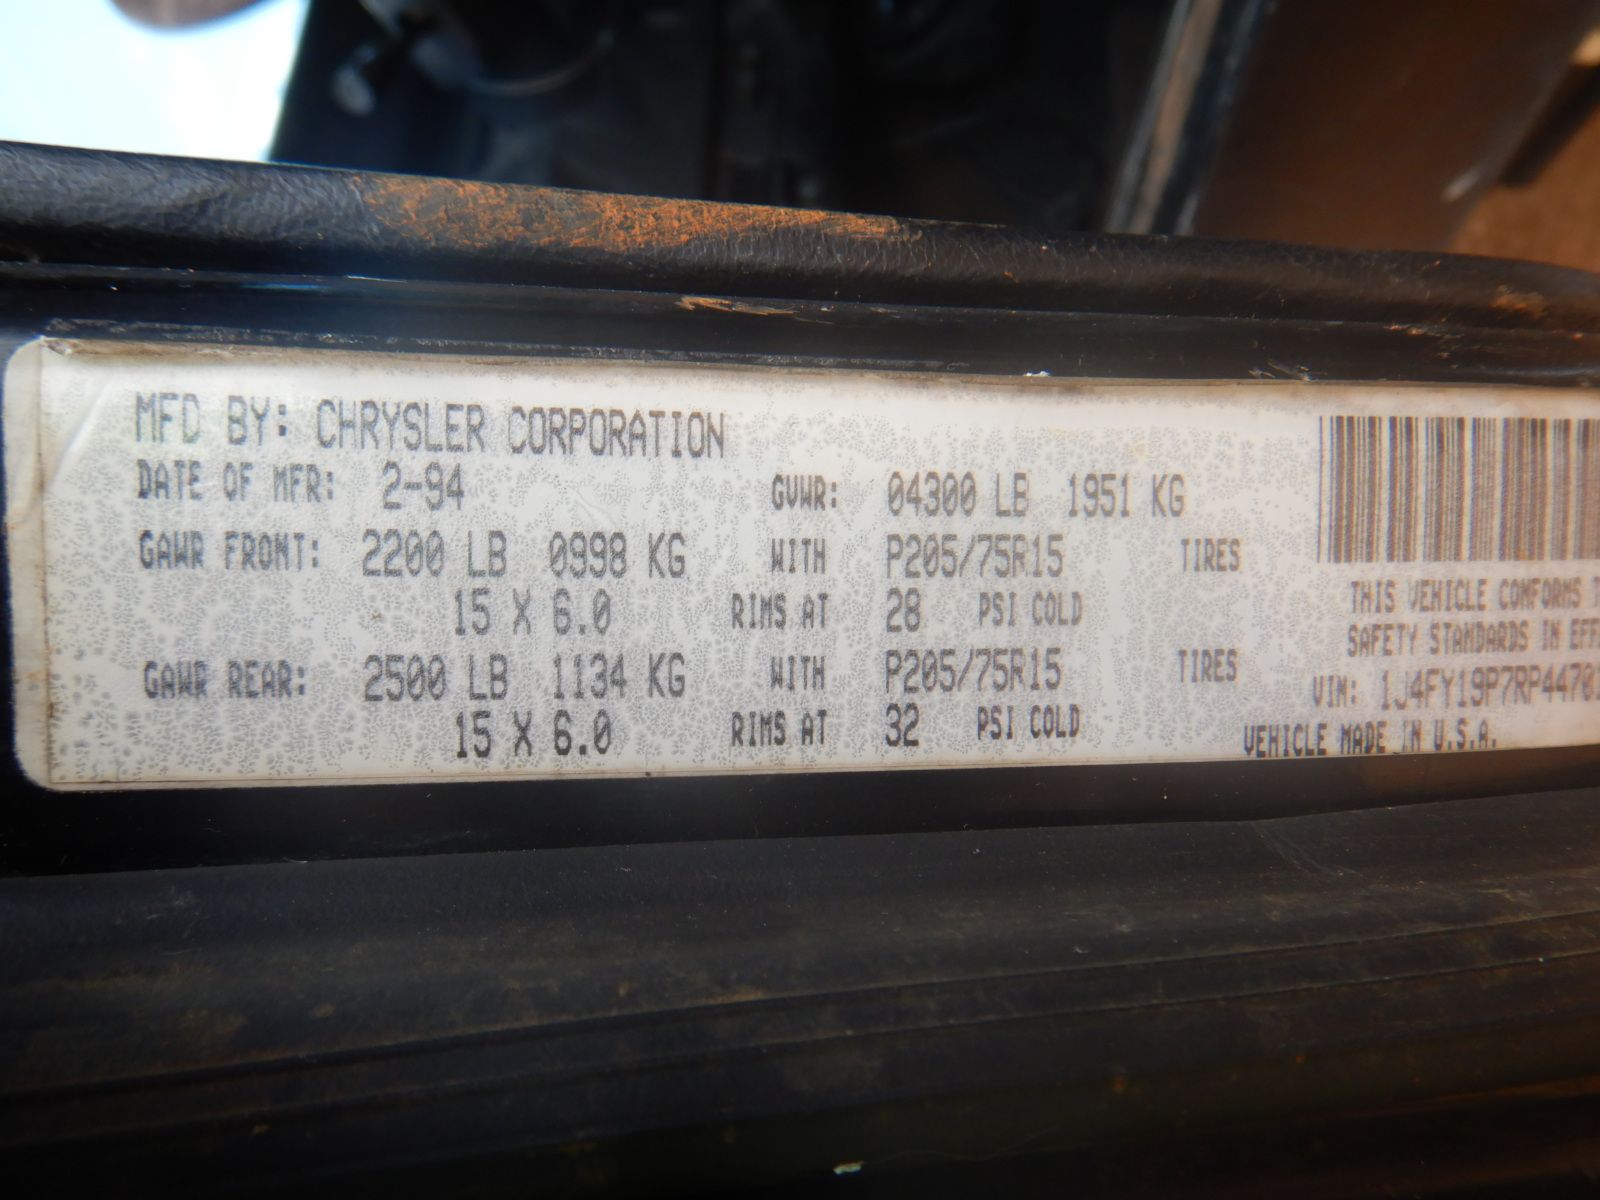 MFD BY: CHRYSLER CORPORATION
DATE OF MFR: 2-94 GVWR: 04300 LB 1951 KG
GAWR FRONT: 2200 LB 0998 KG WITH P205/75R15 TIRES
15 X 6.0 RIMS AT 28 PSI COLD
GAWR REAR: 2500 LB 1134 KG WITH P205/75R15 TIRES
15 X 6.0 RIMS AT 32 PSI COLD
THIS VEHICLE CONFORMS
SAFETY STANDARDS IN
VIN: 1J4FY19P7RP44701
VEHICLE MADE IN U.S.A.